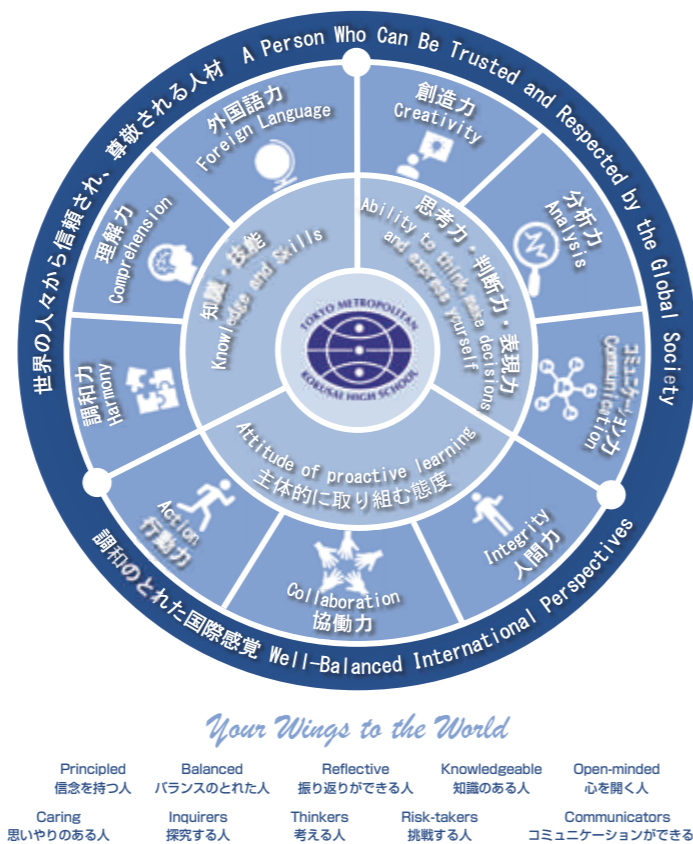 世界の人々から信頼され、尊敬される人材 A Person Who Can Be Trusted and Respected by the Global Society
外国語力
Foreign Language
創造力
Creativity
理解力
Comprehension
分析力
Analysis
調和力
Harmony
コミュニケーション力
Communication
知識・技能
Knowledge and Skills
思考力・判断力・表現力
Ability to think make decisions
and express yourself
TOKYO METROPOLITAN
KOKUSAI HIGH SCHOOL
Attitude of proactive learning
主体的に取り組む態度
Action
行動力
Collaboration
協働力
Integrity
人間力
調和のとれた国際感覚 Well-Balanced International Perspectives
Your Wings to the World
Principled Balanced Reflective Knowledgeable Open-minded
信念を持つ人 バランスのとれた人 振り返りができる人 知識のある人 心を開く人
Caring Inquirers Thinkers Risk-takers Communicators
思いやりのある人 探究する人 考える人 挑戦する人 コミュニケーションができる